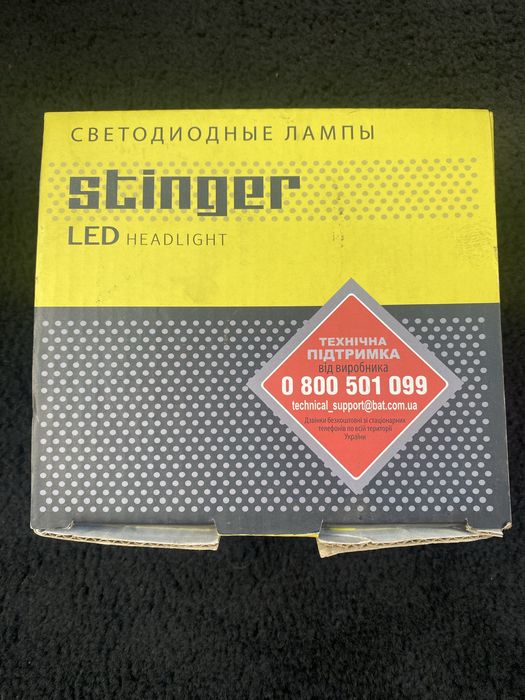 СВЕТОДИОДНЫЕ ЛАМПЫ
stinger
LED HEADLIGHT
ТЕХНІЧНА
ПІДТРИМКА
від виробника
0 800 501 099
technical_support@bat.com.ua
Дзвінки безкоштовні зі стаціонарних
телефонів по всій території
України